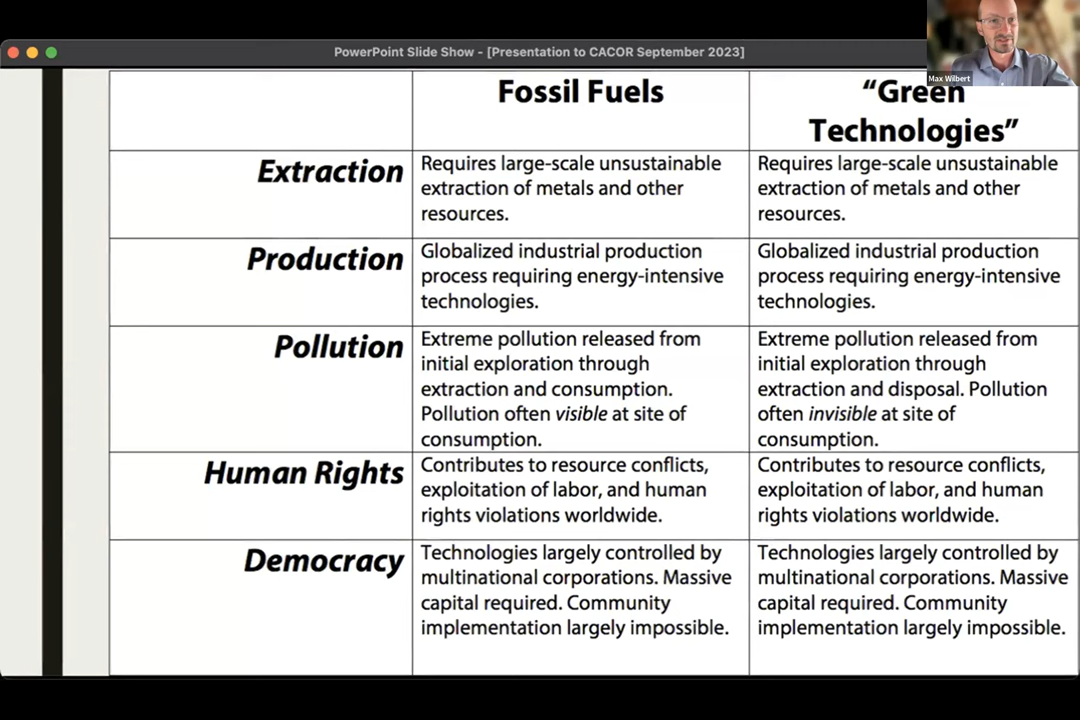 PowerPoint Slide Show - [Presentation to CACOR September 2023]
Max Wilbert
Fossil Fuels
“Green
Technologies”
Extraction
Requires large-scale unsustainable
extraction of metals and other
resources.
Requires large-scale unsustainable
extraction of metals and other
resources.
Production
Globalized industrial production
process requiring energy-intensive
technologies.
Globalized industrial production
process requiring energy-intensive
technologies.
Pollution
Extreme pollution released from
initial exploration through
extraction and consumption.
Pollution often visible at site of
consumption.
Extreme pollution released from
initial exploration through
extraction and disposal. Pollution
often invisible at site of
consumption.
Human Rights
Contributes to resource conflicts,
exploitation of labor, and human
rights violations worldwide.
Contributes to resource conflicts,
exploitation of labor, and human
rights violations worldwide.
Democracy
Technologies largely controlled by
multinational corporations. Massive
capital required. Community
implementation largely impossible.
Technologies largely controlled by
multinational corporations. Massive
capital required. Community
implementation largely impossible.